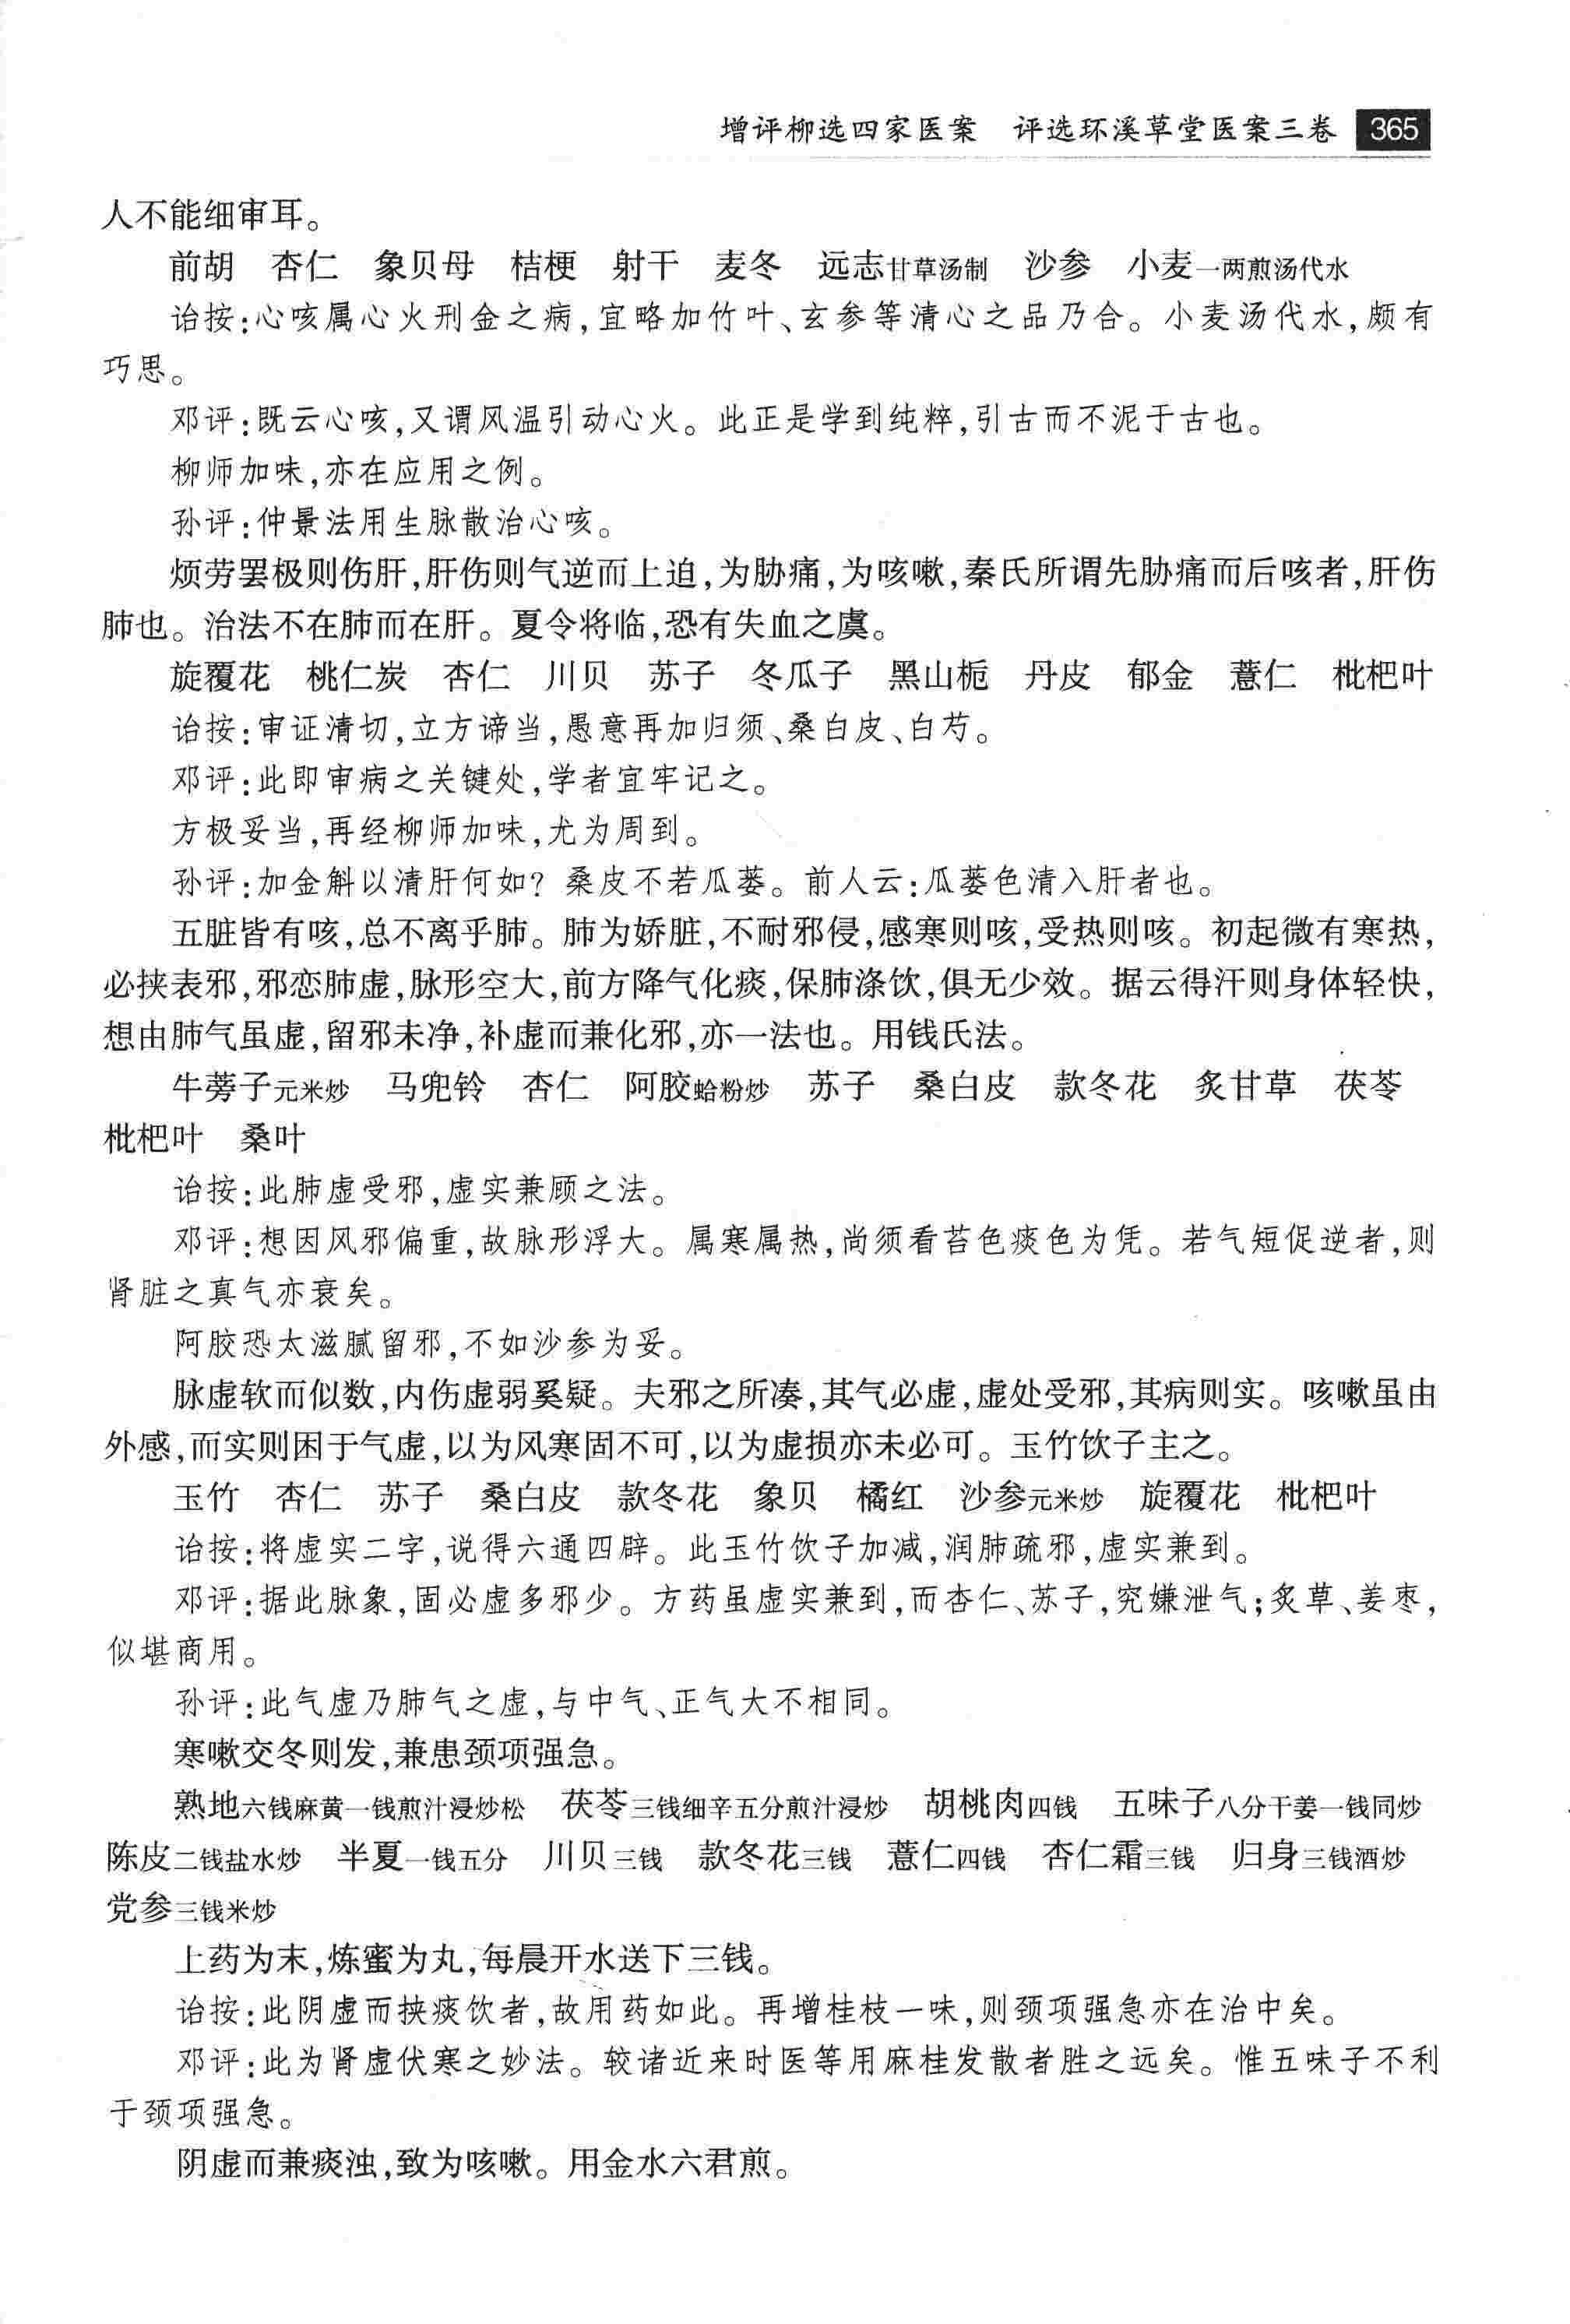 增评柳选四家医案　评选环溪草堂医案三卷 365
人不能细审耳。
前胡　杏仁　象贝母　桔梗　射干　麦冬　远志甘草汤制　沙参　小麦一两煎汤代水
诒按：心咳属心火刑金之病，宜略加竹叶、玄参等清心之品乃合。小麦汤代水，颇有
巧思。
邓评：既云心咳，又谓风温引动心火。此正是学到纯粹，引古而不泥于古也。
柳师加味，亦在应用之例。
孙评：仲景法用生脉散治心咳。
烦劳罢极则伤肝，肝伤则气逆而上迫，为胁痛，为咳嗽，秦氏所谓先胁痛而后咳者，肝伤
肺也。治法不在肺而在肝。夏令将临，恐有失血之虞。
旋覆花　桃仁炭　杏仁　川贝　苏子　冬瓜子　黑山栀　丹皮　郁金　薏仁　枇杷叶
诒按：审证清切，立方谛当，愚意再加归须、桑白皮、白芍。
邓评：此即审病之关键处，学者宜牢记之。
方极妥当，再经柳师加味，尤为周到。
孙评：加金斛以清肝何如？桑皮不若瓜蒌。前人云：瓜蒌色清入肝者也。
五脏皆有咳，总不离乎肺。肺为娇脏，不耐邪侵，感寒则咳，受热则咳。初起微有寒热，
必挟表邪，邪恋肺虚，脉形空大，前方降气化痰，保肺涤饮，俱无少效。据云得汗则身体轻快，
想由肺气虽虚，留邪未净，补虚而兼化邪，亦一法也。用钱氏法。
牛蒡子元米炒　马兜铃　杏仁　阿胶蛤粉炒　苏子　桑白皮　款冬花　炙甘草　茯苓
枇杷叶　桑叶
诒按：此肺虚受邪，虚实兼顾之法。
邓评：想因风邪偏重，故脉形浮大。属寒属热，尚须看苔色痰色为凭。若气短促逆者，则
肾脏之真气亦衰矣。
阿胶恐太滋腻留邪，不如沙参为妥。
脉虚软而似数，内伤虚弱奚疑。夫邪之所凑，其气必虚，虚处受邪，其病则实。咳嗽虽由
外感，而实则困于气虚，以为风寒固不可，以为虚损亦未必可。玉竹饮子主之。
玉竹　杏仁　苏子　桑白皮　款冬花　象贝　橘红　沙参元米炒　旋覆花　枇杷叶
诒按：将虚实二字，说得六通四辟。此玉竹饮子加减，润肺疏邪，虚实兼到。
邓评：据此脉象，固必虚多邪少。方药虽虚实兼到，而杏仁、苏子，究嫌泄气；炙草、姜枣，
似堪商用。
孙评：此气虚乃肺气之虚，与中气、正气大不相同。
寒嗽交冬则发，兼患颈项强急。
熟地六钱麻黄一钱煎汁浸炒松　茯苓三钱细辛五分煎汁浸炒　胡桃肉四钱　五味子八分干姜一钱同炒
陈皮二钱盐水炒　半夏一钱五分　川贝三钱　款冬花三钱　薏仁四钱　杏仁霜三钱　归身三钱酒炒
党参三钱米炒
上药为末，炼蜜为丸，每晨开水送下三钱。
诒按：此阴虚而挟痰饮者，故用药如此。再增桂枝一味，则颈项强急亦在治中矣。
邓评：此为肾虚伏寒之妙法。较诸近来时医等用麻桂发散者胜之远矣。惟五味子不利
于颈项强急。
阴虚而兼痰浊，致为咳嗽。用金水六君煎。